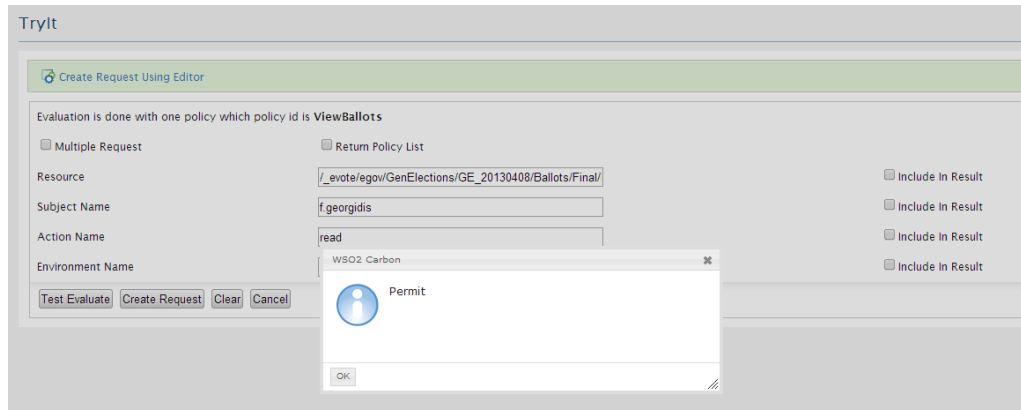 TryIt
Create Request Using Editor
Evaluation is done with one policy which policy id is ViewBallots
Multiple Request Return Policy List
Resource /_evote/egov/GenElections/GE_20130408/Ballots/Final/ Include In Result
Subject Name f.georgidis Include In Result
Action Name read Include In Result
Environment Name Include In Result
WSO2 Carbon
Permit
Test Evaluate Create Request Clear Cancel
OK